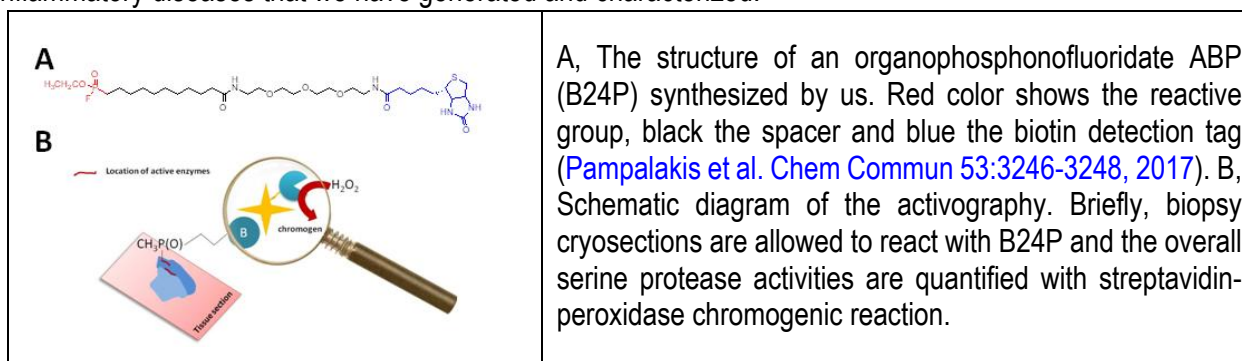 nflammatory diseases that we have generated and characterized.
A
H₃CH₂CO
O
P
F
O
H
N
O
O
O
H
N
O
S
HN
NH
O
B
Location of active enzymes
H₂O₂
chromogen
B
CH₃P(O)
Tissue section
A, The structure of an organophosphonofluoridate ABP
(B24P) synthesized by us. Red color shows the reactive
group, black the spacer and blue the biotin detection tag
(Pampalakis et al. Chem Commun 53:3246-3248, 2017). B,
Schematic diagram of the activography. Briefly, biopsy
cryosections are allowed to react with B24P and the overall
serine protease activities are quantified with streptavidin-
peroxidase chromogenic reaction.